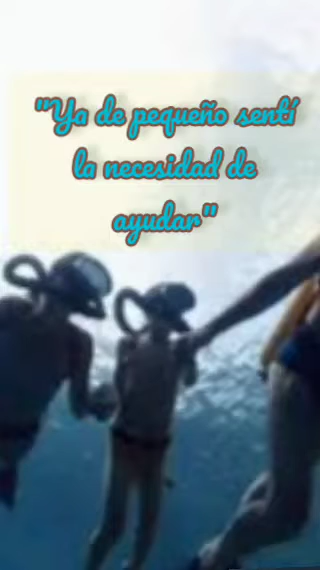 "Ya de pequeño sentí
la necesidad de
ayudar"